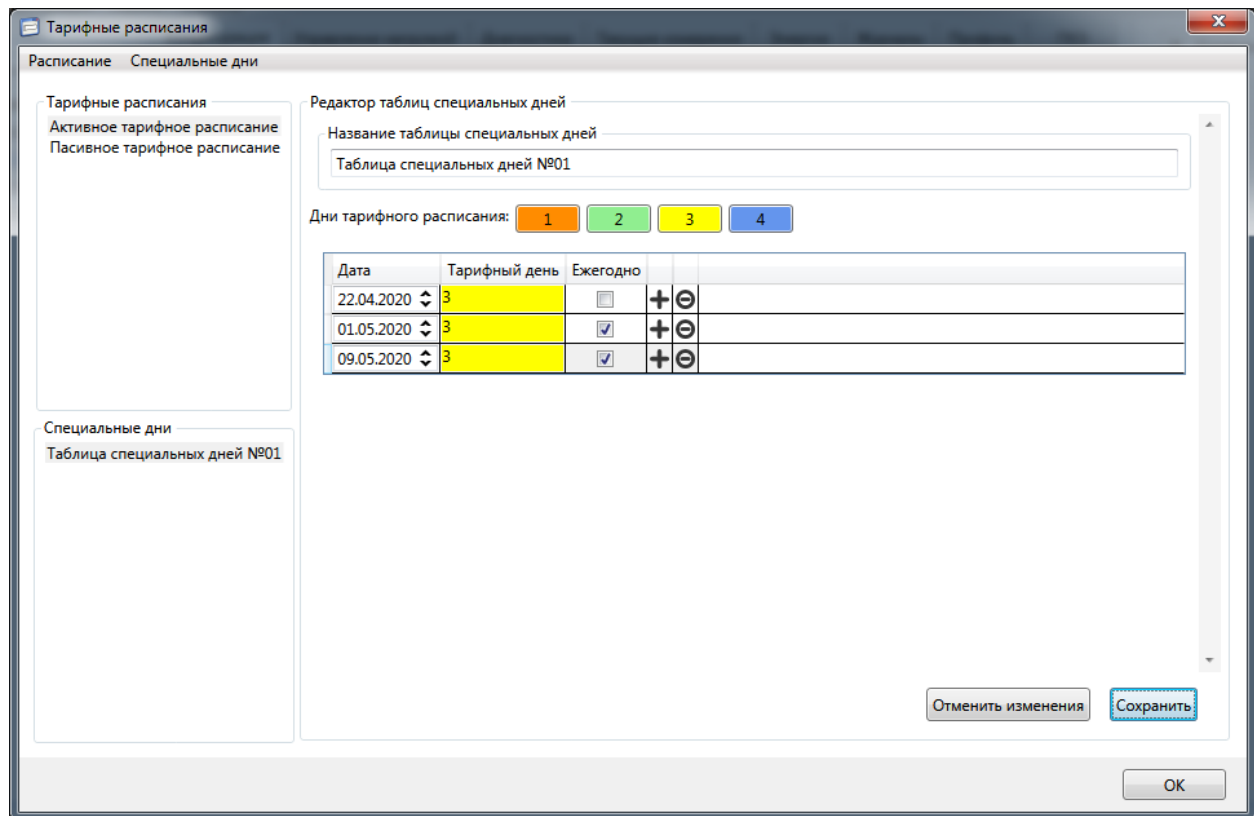 Тарифные расписания
Расписание Специальные дни
Тарифные расписания
Активное тарифное расписание
Пасивное тарифное расписание
Специальные дни
Таблица специальных дней №01
Редактор таблиц специальных дней
Название таблицы специальных дней
Таблица специальных дней №01
Дни тарифного расписания: 1 2 3 4
Дата Тарифный день Ежегодно
22.04.2020 3
01.05.2020 3
09.05.2020 3
Отменить изменения Сохранить
OK